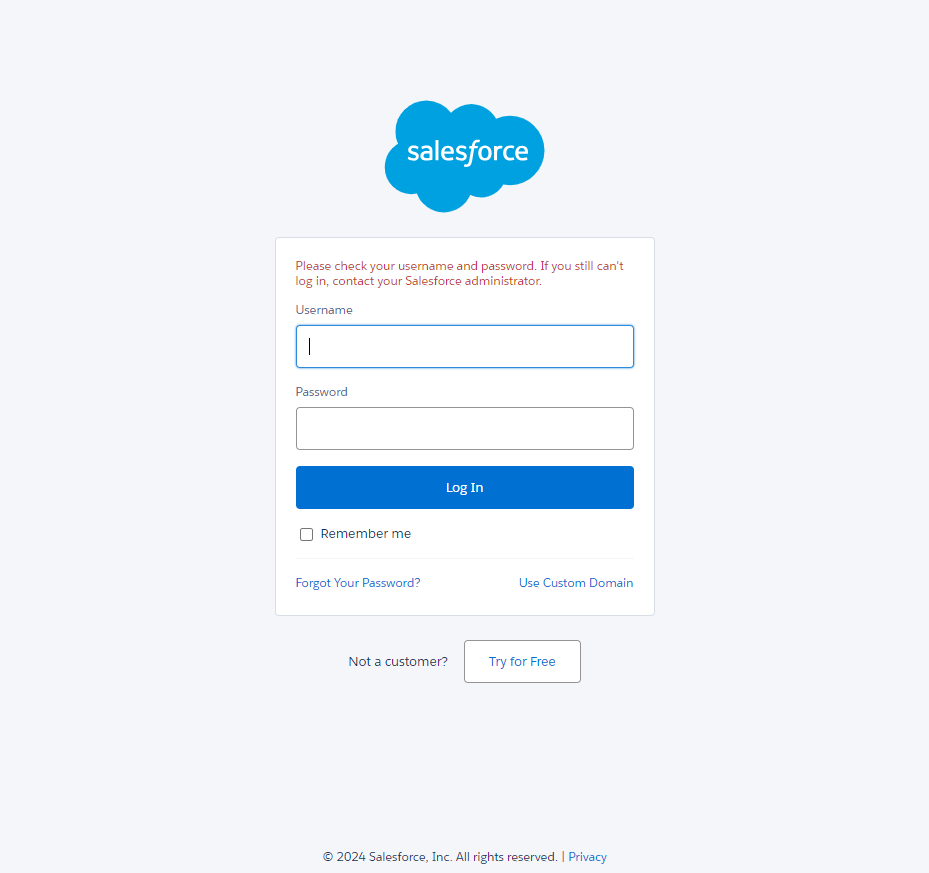 salesforce
Please check your username and password. If you still can't
log in, contact your Salesforce administrator.
Username
Password
Log In
Remember me
Forgot Your Password? Use Custom Domain
Not a customer? Try for Free
© 2024 Salesforce, Inc. All rights reserved. | Privacy